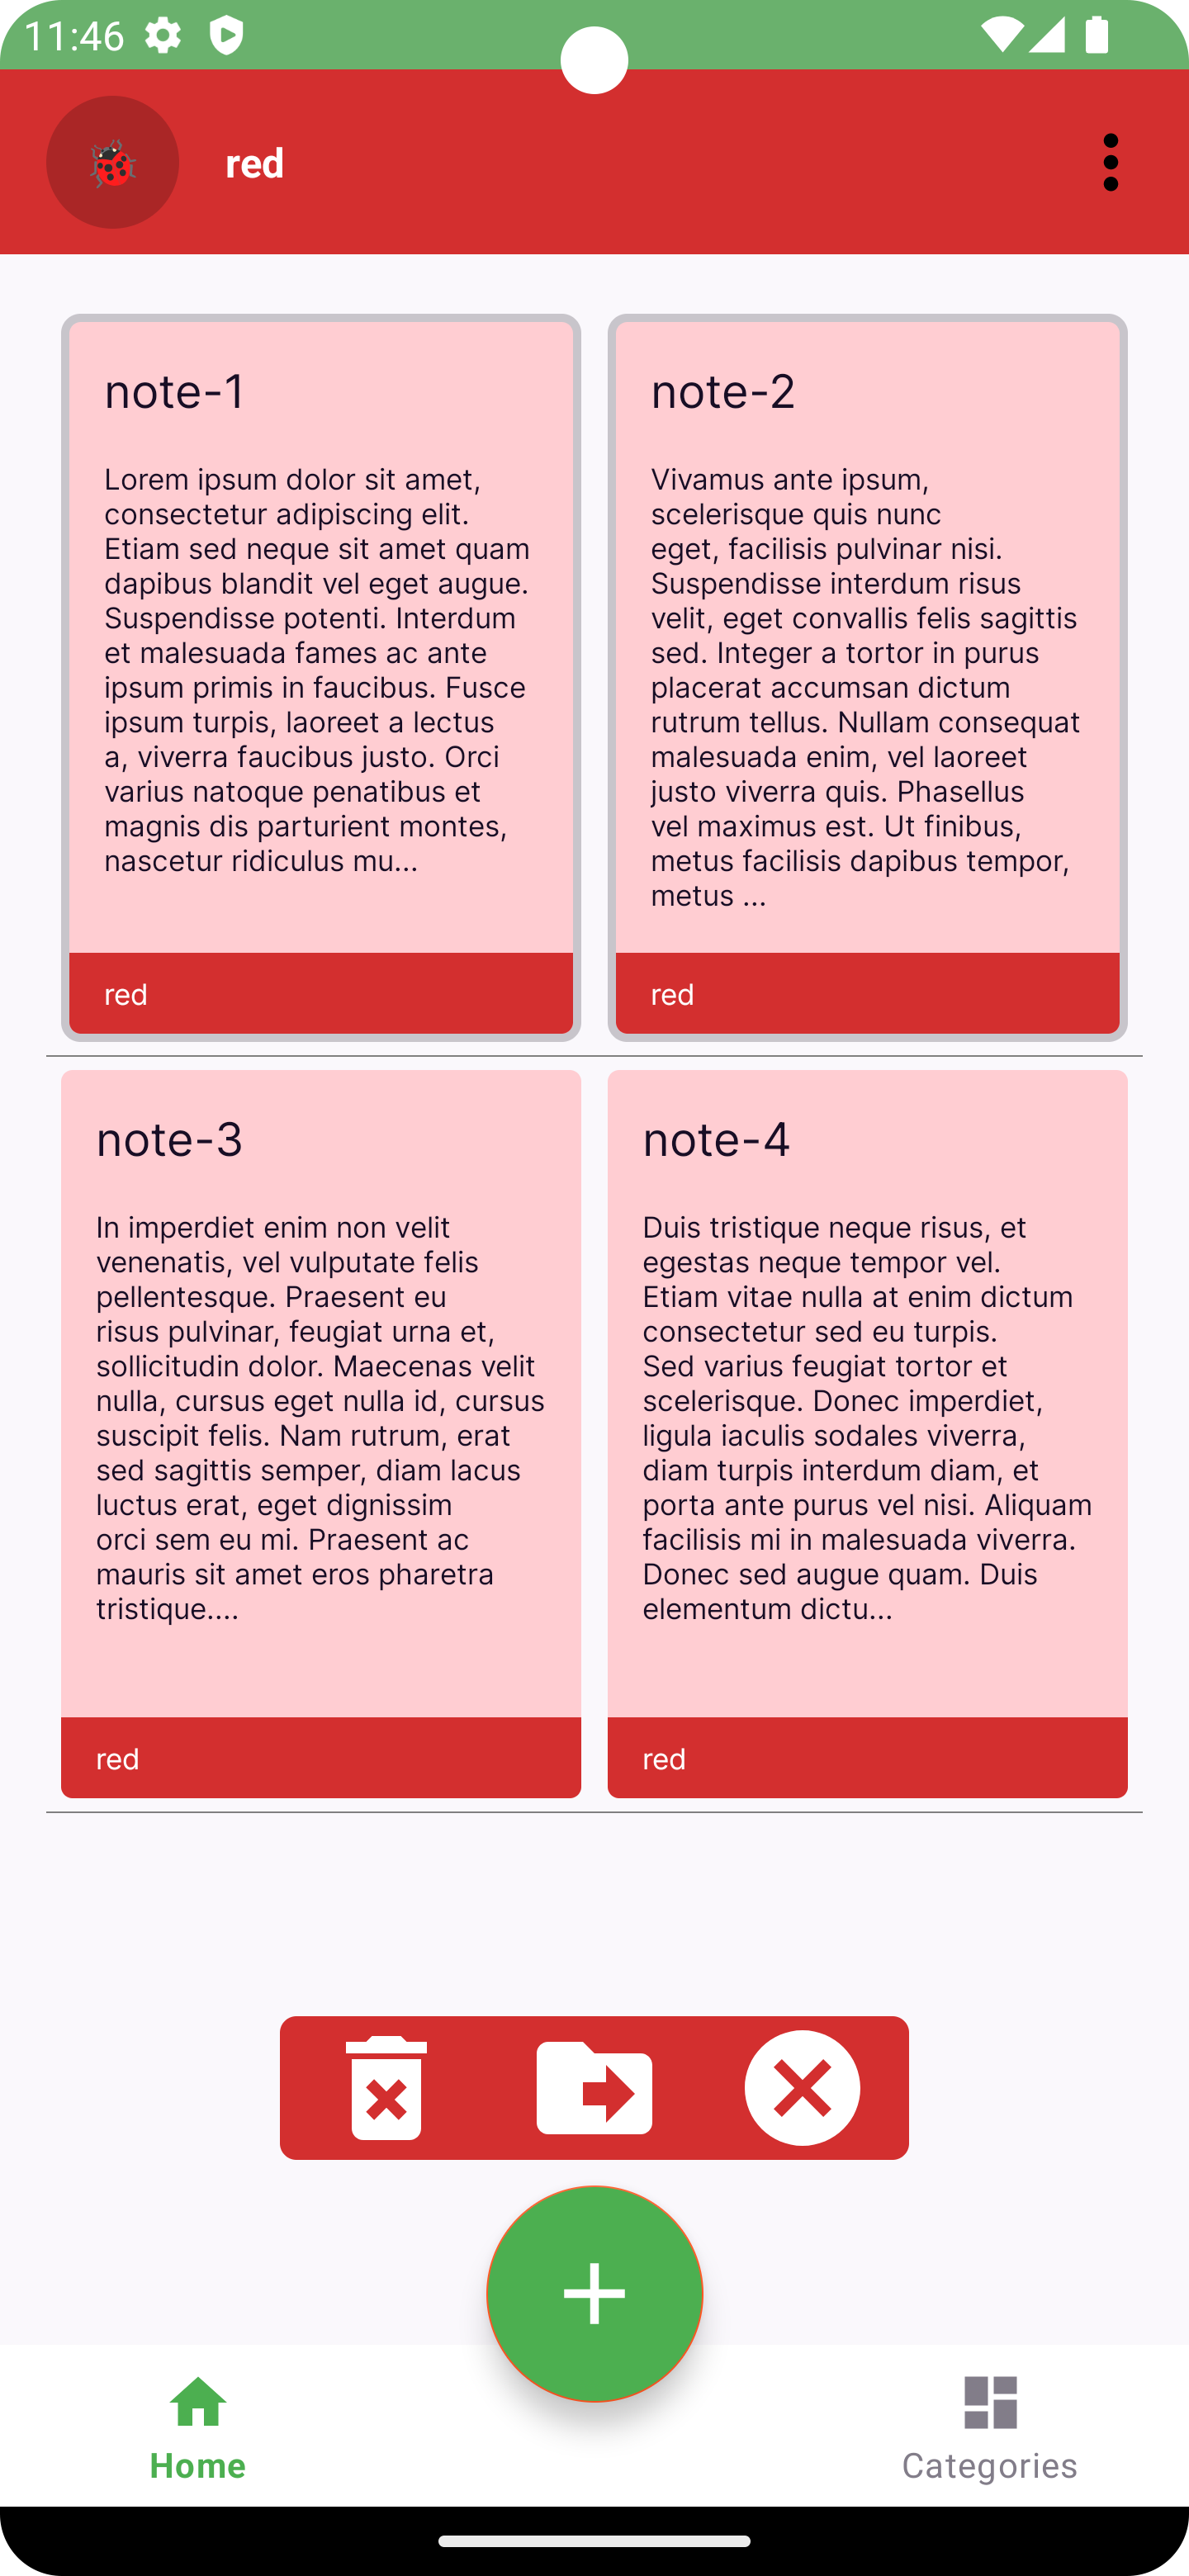 11:46
red
note-1
Lorem ipsum dolor sit amet,
consectetur adipiscing elit.
Etiam sed neque sit amet quam
dapibus blandit vel eget augue.
Suspendisse potenti. Interdum
et malesuada fames ac ante
ipsum primis in faucibus. Fusce
ipsum turpis, laoreet a lectus
a, viverra faucibus justo. Orci
varius natoque penatibus et
magnis dis parturient montes,
nascetur ridiculus mu...
red
note-2
Vivamus ante ipsum,
scelerisque quis nunc
eget, facilisis pulvinar nisi.
Suspendisse interdum risus
velit, eget convallis felis sagittis
sed. Integer a tortor in purus
placerat accumsan dictum
rutrum tellus. Nullam consequat
malesuada enim, vel laoreet
justo viverra quis. Phasellus
vel maximus est. Ut finibus,
metus facilisis dapibus tempor,
metus ...
red
note-3
In imperdiet enim non velit
venenatis, vel vulputate felis
pellentesque. Praesent eu
risus pulvinar, feugiat urna et,
sollicitudin dolor. Maecenas velit
nulla, cursus eget nulla id, cursus
suscipit felis. Nam rutrum, erat
sed sagittis semper, diam lacus
luctus erat, eget dignissim
orci sem eu mi. Praesent ac
mauris sit amet eros pharetra
tristique....
red
note-4
Duis tristique neque risus, et
egestas neque tempor vel.
Etiam vitae nulla at enim dictum
consectetur sed eu turpis.
Sed varius feugiat tortor et
scelerisque. Donec imperdiet,
ligula iaculis sodales viverra,
diam turpis interdum diam, et
porta ante purus vel nisi. Aliquam
facilisis mi in malesuada viverra.
Donec sed augue quam. Duis
elementum dictu...
red
Home
Categories